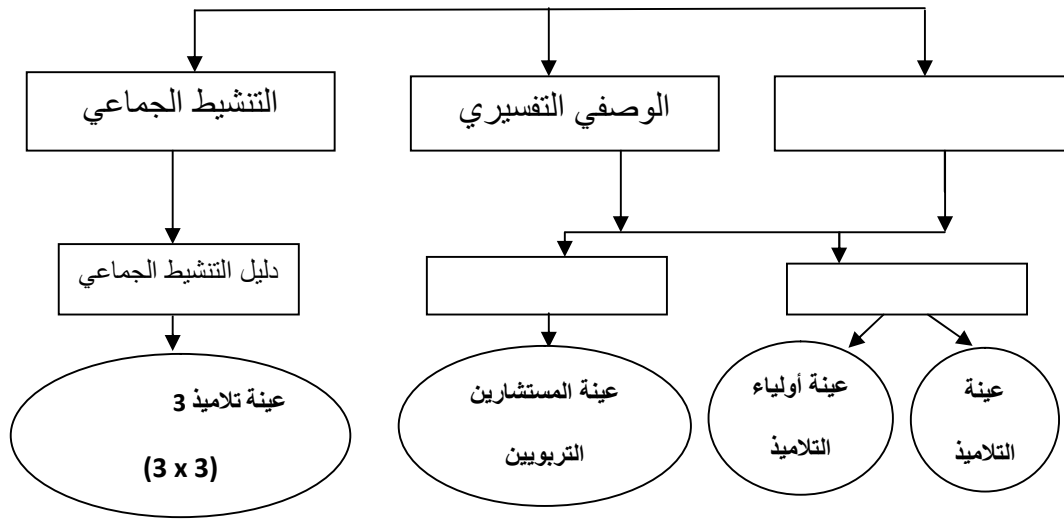 الوصفي التفسيري
التنشيط الجماعي
دليل التنشيط الجماعي
عينة
التلاميذ
عينة أولياء
التلاميذ
عينة المستشارين
التربويين
عينة تلاميذ 3
(3 x 3)